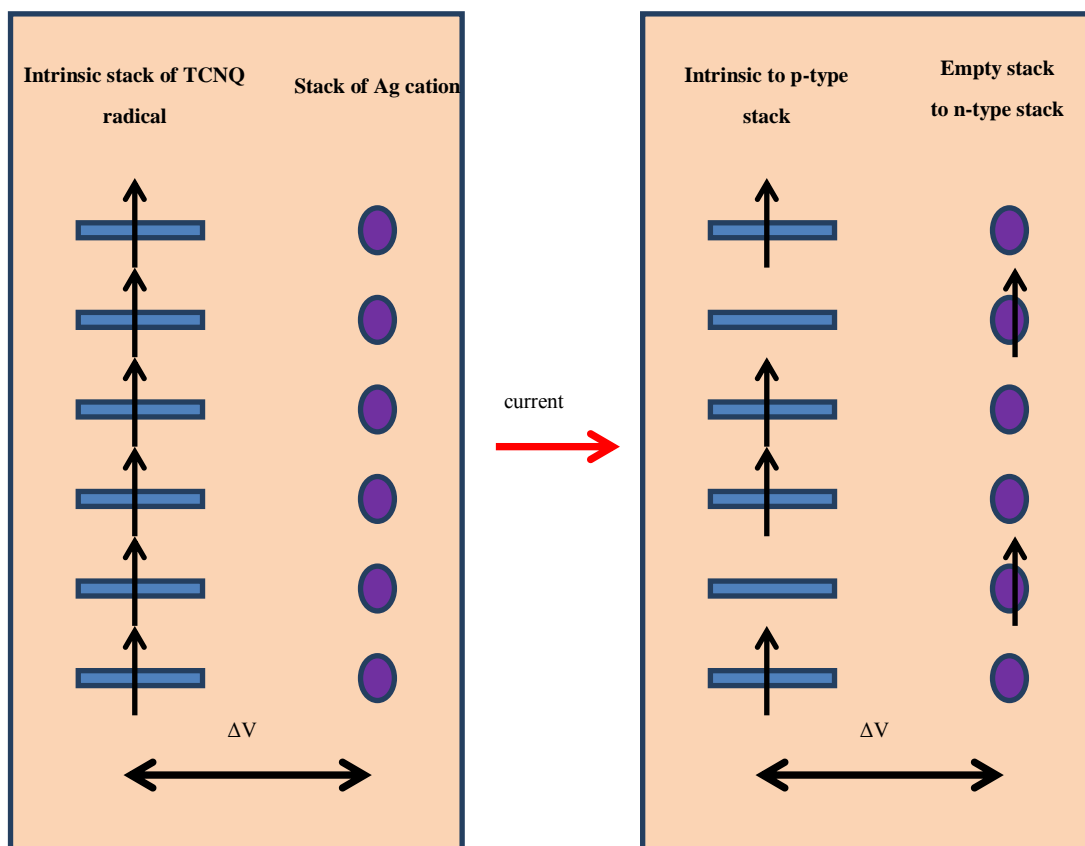 Intrinsic stack of TCNQ
radical
Stack of Ag cation
current
Intrinsic to p-type
stack
Empty stack
to n-type stack
ΔV
ΔV